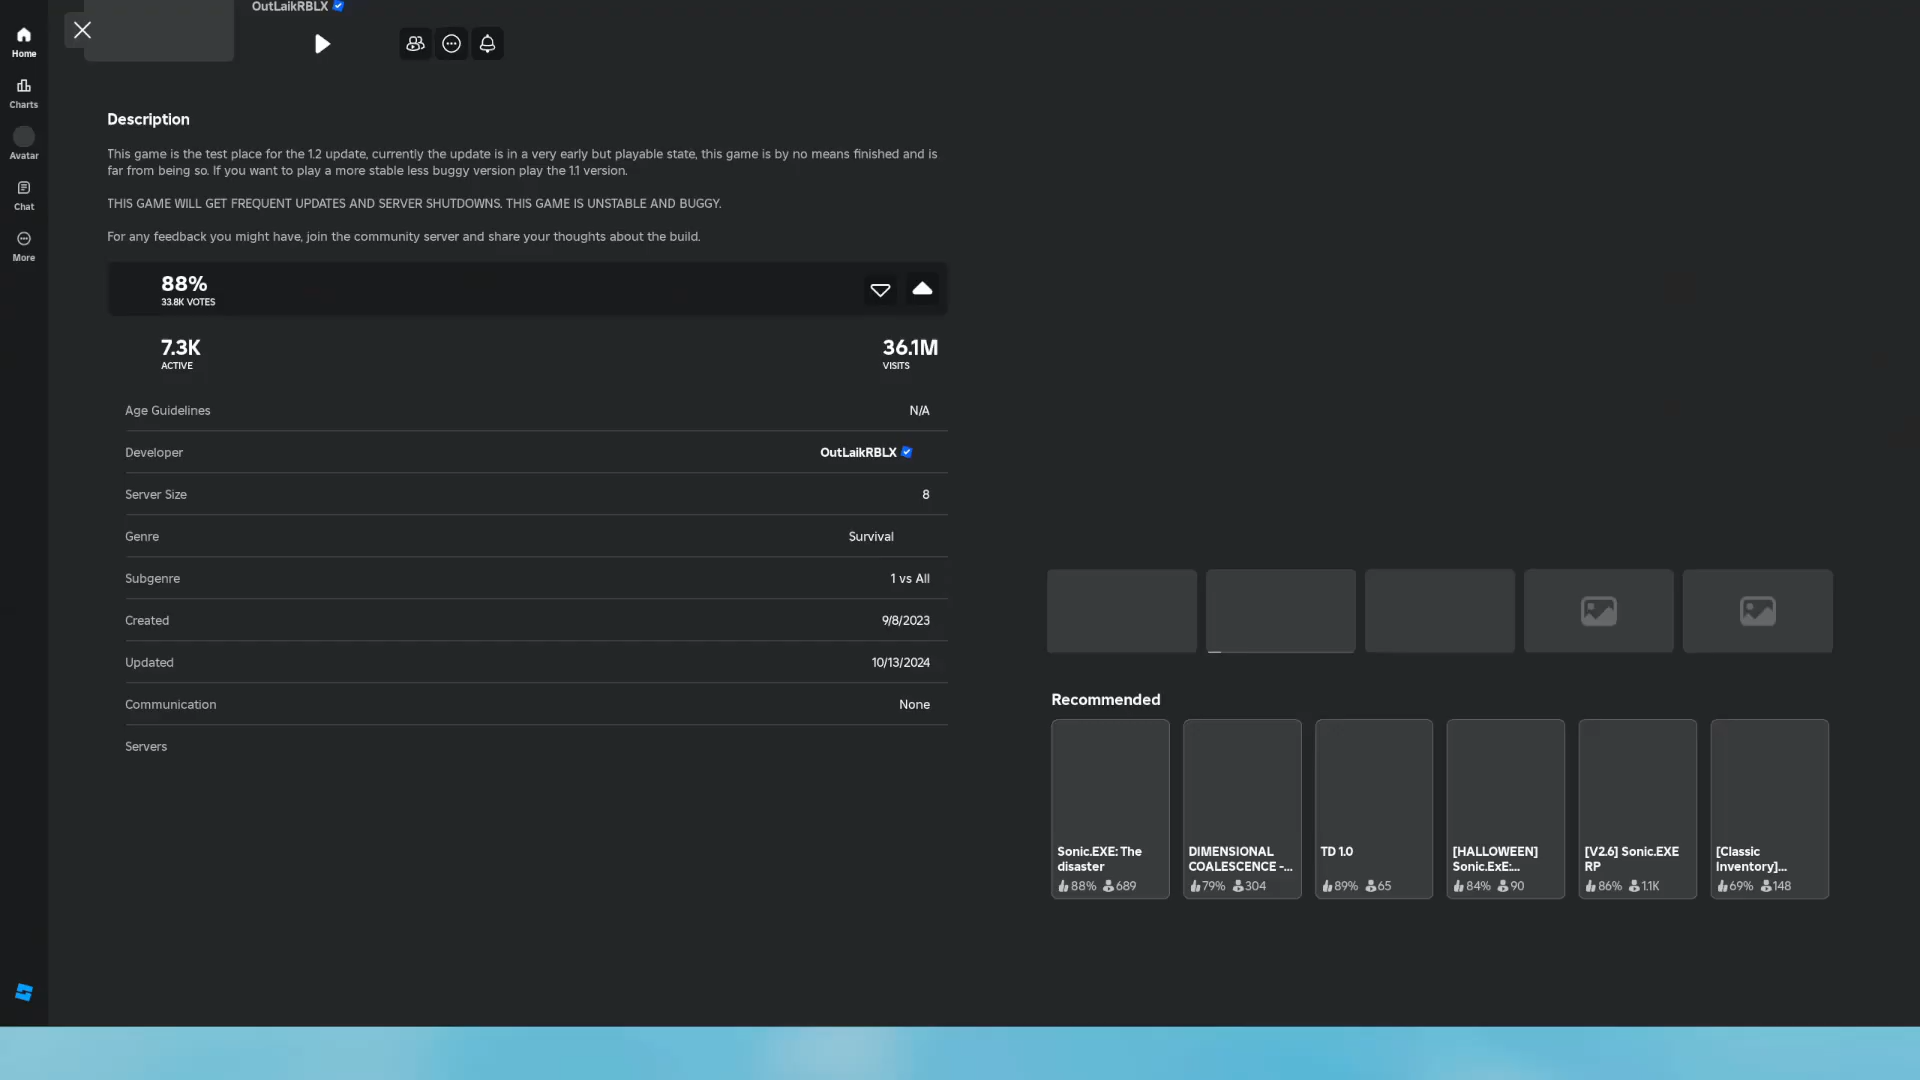 OutLaikRBLX
Home
Charts
Avatar
Chat
More
Description
This game is the test place for the 1.2 update, currently the update is in a very early but playable state, this game is by no means finished and is
far from being so. If you want to play a more stable less buggy version play the 1.1 version.
THIS GAME WILL GET FREQUENT UPDATES AND SERVER SHUTDOWNS. THIS GAME IS UNSTABLE AND BUGGY.
For any feedback you might have, join the community server and share your thoughts about the build.
88%
33.8K VOTES
7.3K
ACTIVE
36.1M
VISITS
Age Guidelines N/A
Developer OutLaikRBLX
Server Size 8
Genre Survival
Subgenre 1 vs All
Created 9/8/2023
Updated 10/13/2024
Communication None
Servers
Recommended
Sonic.EXE: The
disaster
88% 689
DIMENSIONAL
COALESCENCE -...
79% 304
TD 1.0
89% 65
[HALLOWEEN]
Sonic.ExE:...
84% 90
[V2.6] Sonic.EXE
RP
86% 1.1K
[Classic
Inventory]...
69% 148